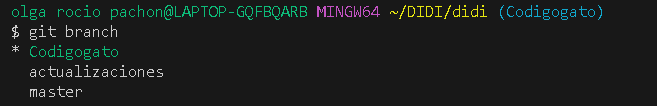 olga rocio pachon@LAPTOP-GQFBQARB MINGW64 ~/DIDI/didi (Codigogato)
$ git branch
* Codigogato
  actualizaciones
  master